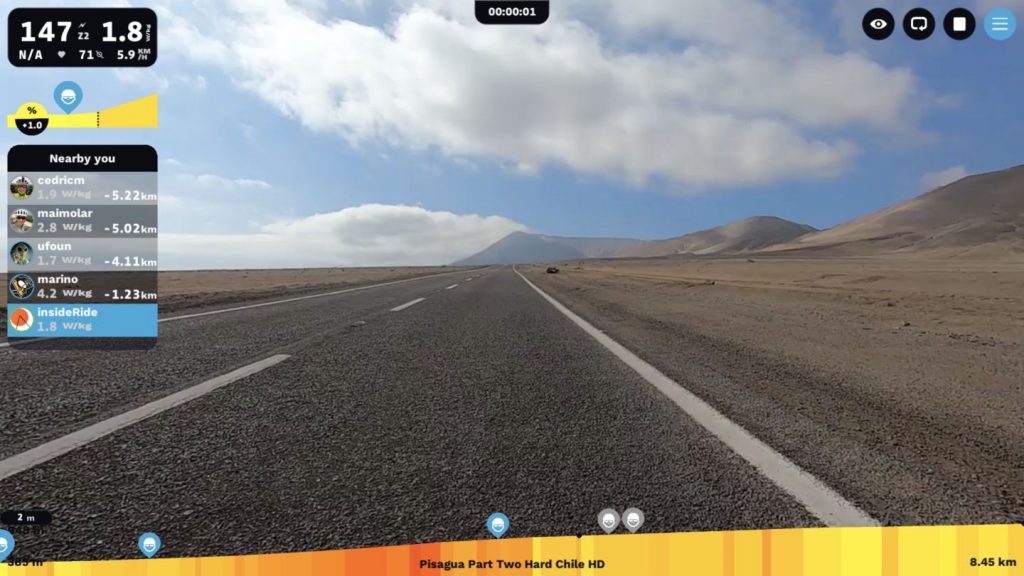 147 Z2 1.8 W/KG
N/A 71 5.9 KM/H
00:00:01
%
+1.0
Nearby you
cedricm
1.9 W/kg -5.22km
maimolar
2.8 W/kg -5.02km
ufoun
1.7 W/kg -4.11km
marino
4.2 W/kg -1.23km
insideRide
1.8 W/kg
2 m
365 m
Pisagua Part Two Hard Chile HD
8.45 km